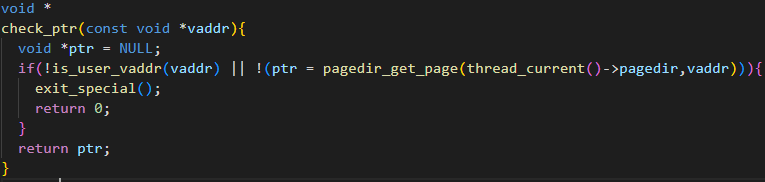 void *
check_ptr(const void *vaddr){
  void *ptr = NULL;
  if(!is_user_vaddr(vaddr) || !(ptr = pagedir_get_page(thread_current()->pagedir,vaddr))){
    exit_special();
    return 0;
  }
  return ptr;
}